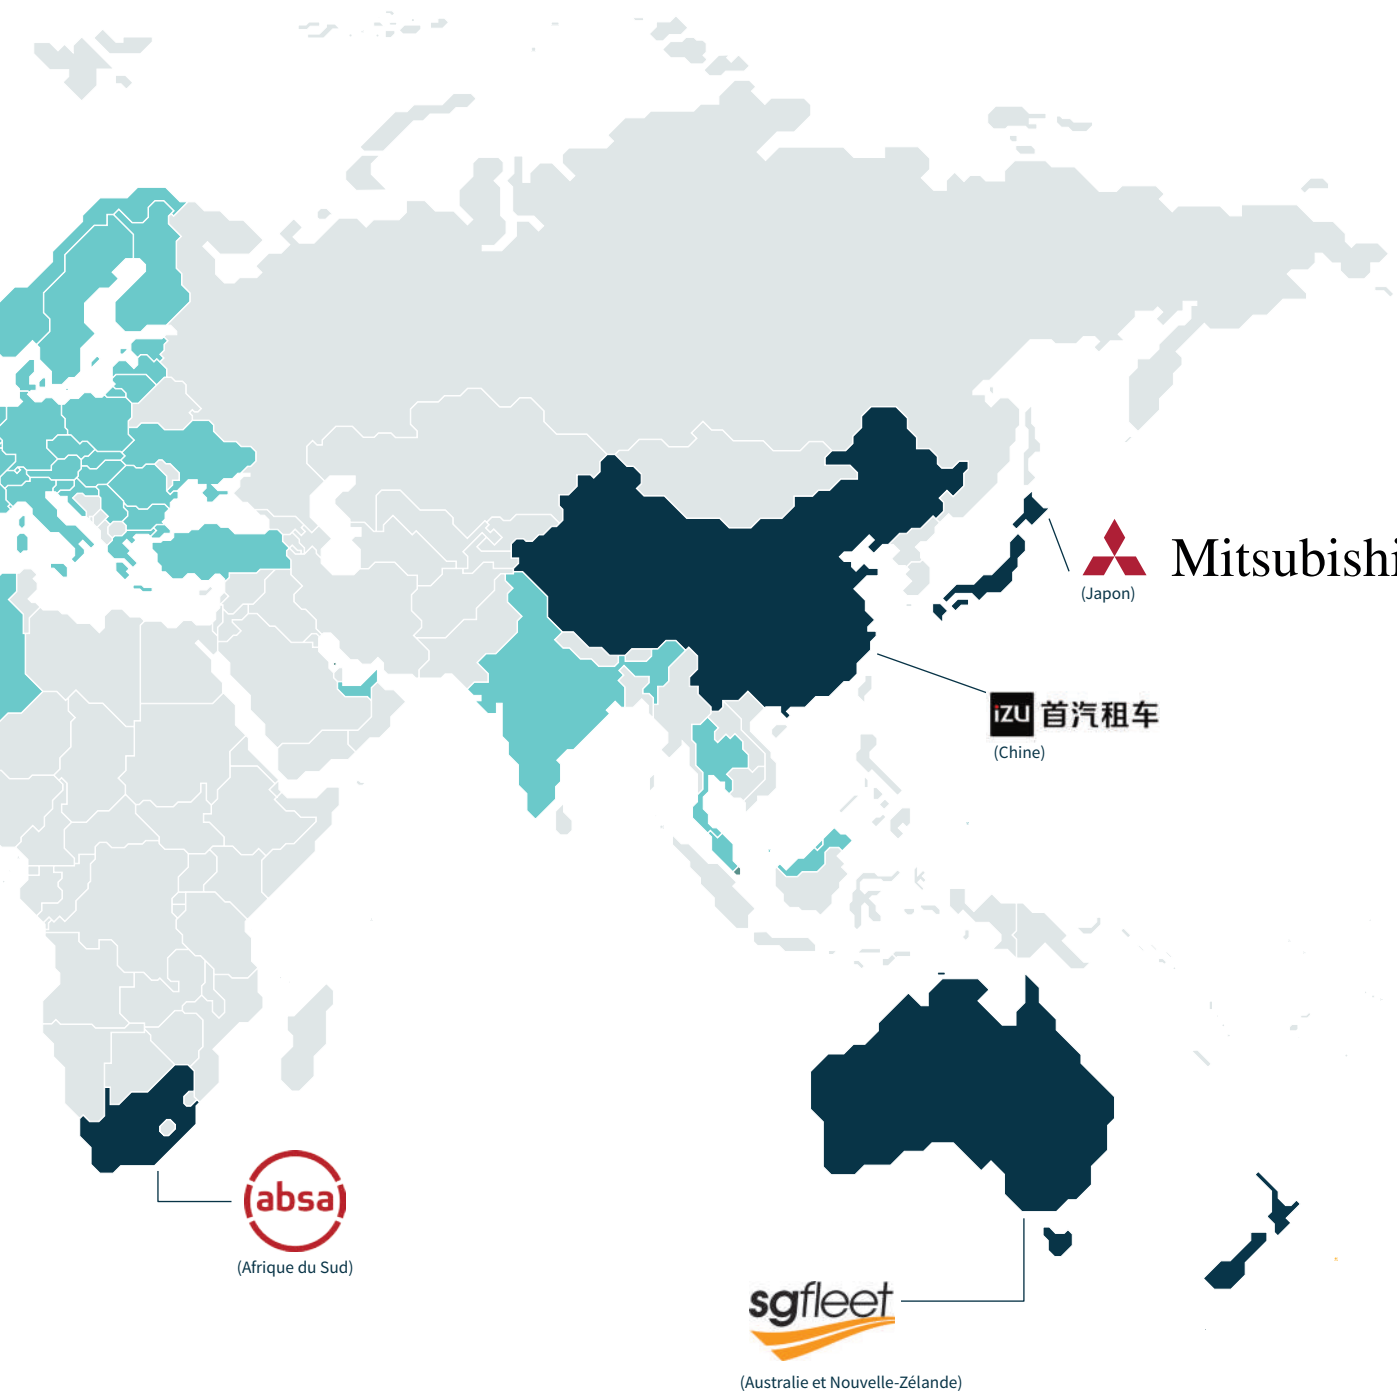 Mitsubishi
(Japon)
iZU 首汽租车
(Chine)
absa
(Afrique du Sud)
sgfleet
(Australie et Nouvelle-Zélande)